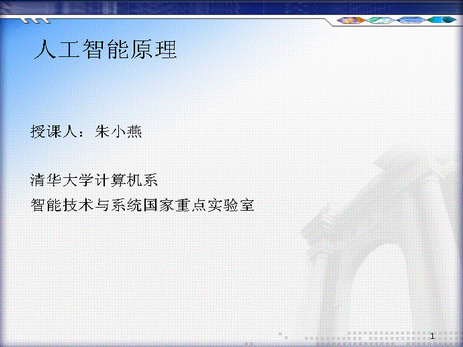 人工智能原理
授课人：朱小燕
清华大学计算机系
智能技术与系统国家重点实验室
1